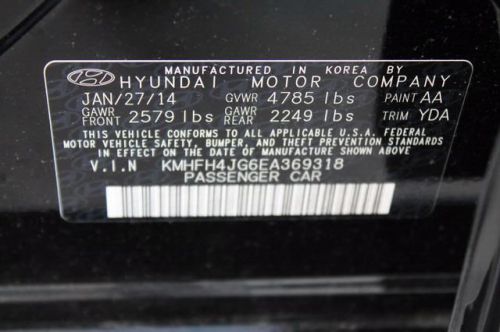 MANUFACTURED IN KOREA BY
HYUNDAI MOTOR COMPANY
JAN/27/14 GVWR 4785 lbs PAINT AA
GAWR FRONT 2579 lbs GAWR REAR 2249 lbs TRIM YDA
THIS VEHICLE CONFORMS TO ALL APPLICABLE U.S.A. FEDERAL
MOTOR VEHICLE SAFETY, BUMPER, AND THEFT PREVENTION STANDARDS
IN EFFECT ON THE DATE OF MANUFACTURE SHOWN ABOVE
V.I.N KMHFH4JG6EA369318
PASSENGER CAR